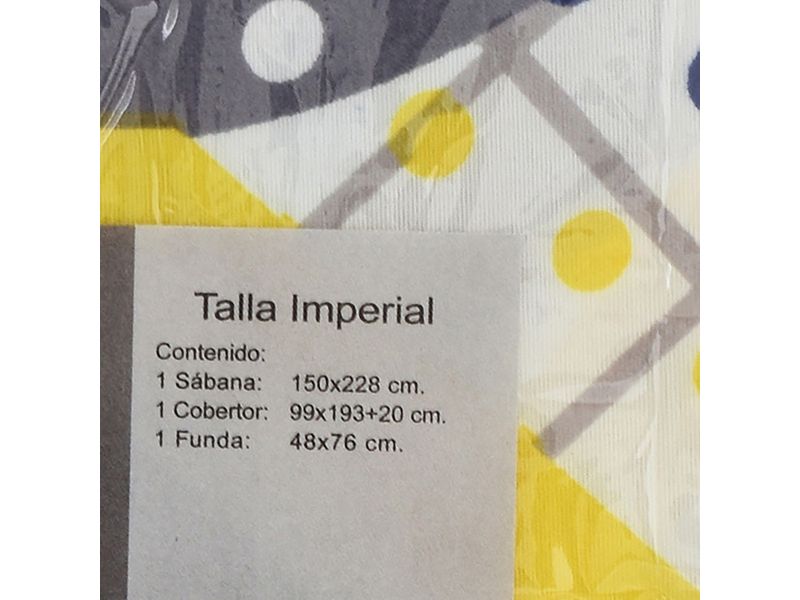 Talla Imperial
Contenido:
1 Sábana: 150x228 cm.
1 Cobertor: 99x193+20 cm.
1 Funda: 48x76 cm.